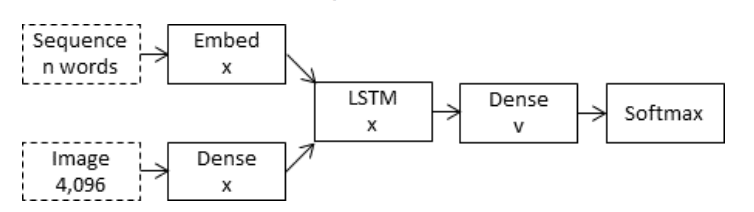 Sequence
n words
Embed
x
LSTM
x
Dense
v
Softmax
Image
4,096
Dense
x